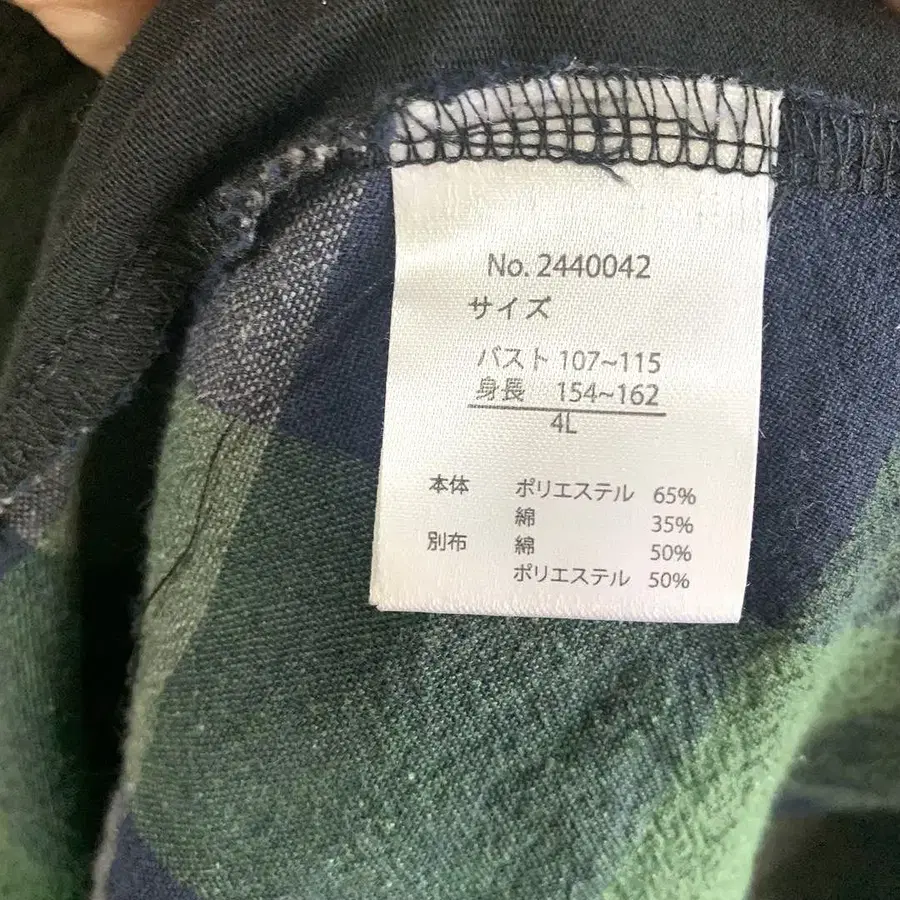 No. 2440042
サイズ
バスト 107~115
身長 154~162
4L
本体 ポリエステル 65%
綿 35%
別布 綿 50%
ポリエステル 50%